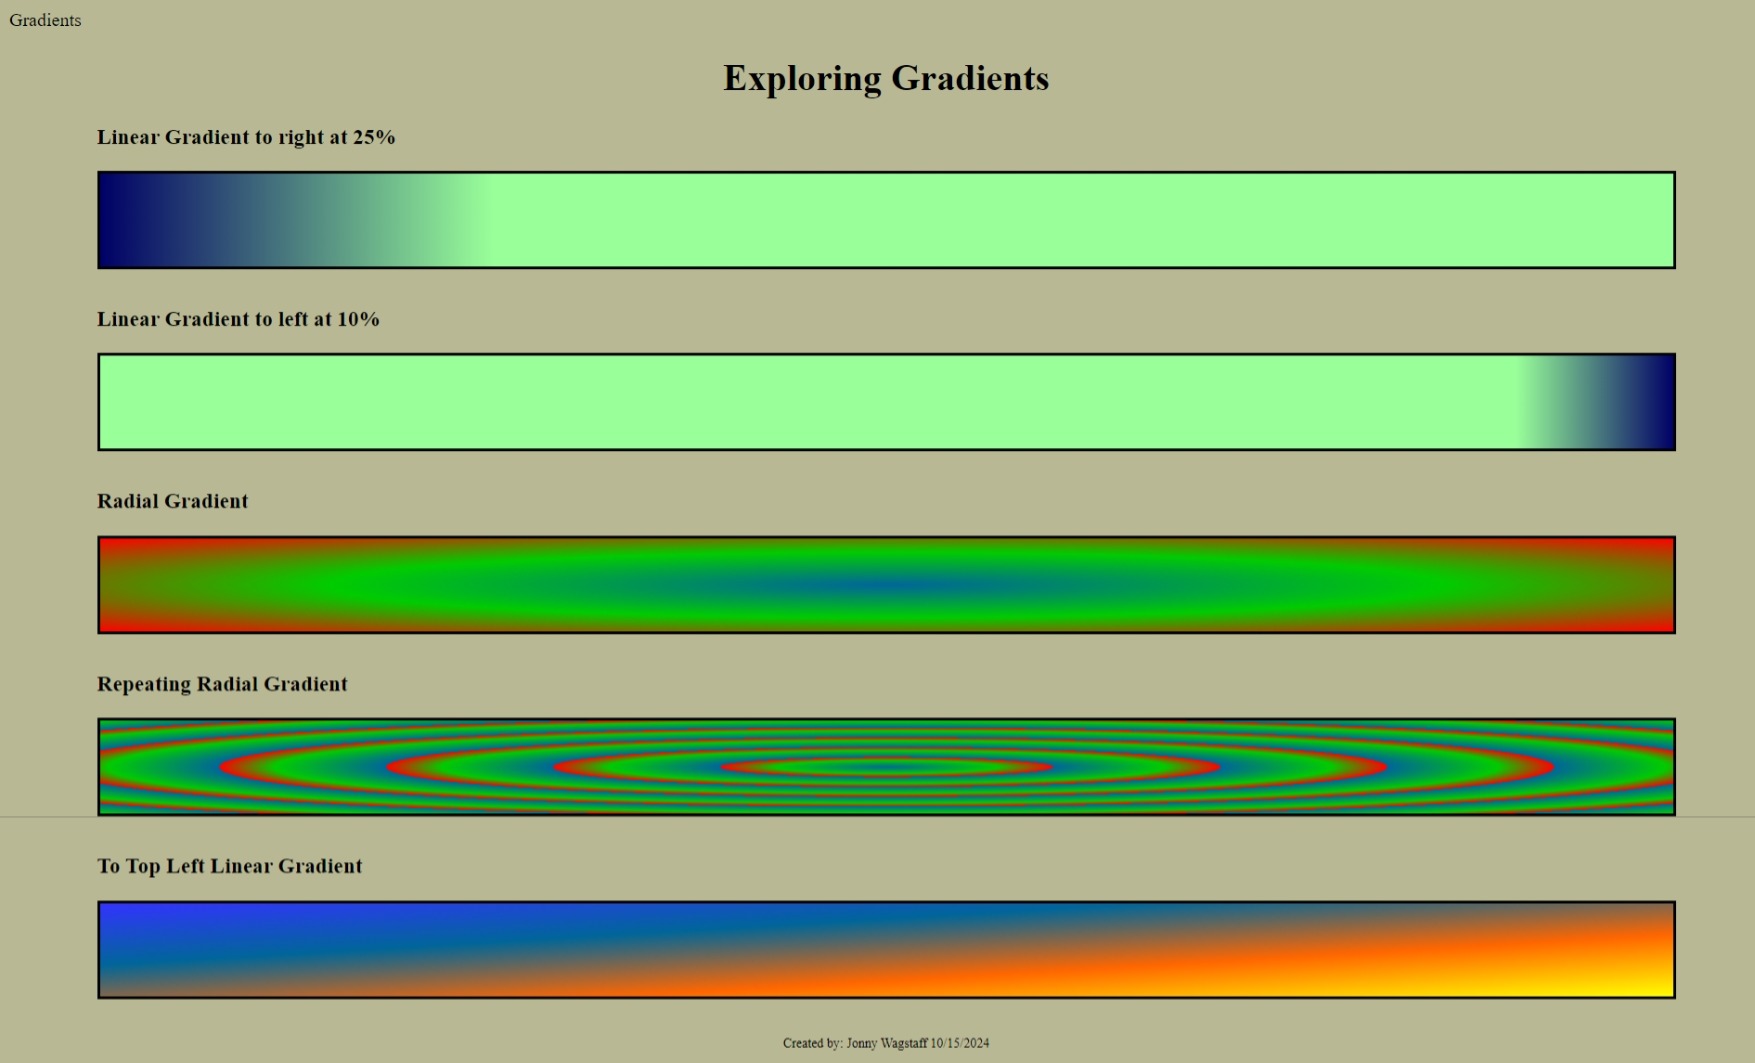 Gradients
Exploring Gradients
Linear Gradient to right at 25%
Linear Gradient to left at 10%
Radial Gradient
Repeating Radial Gradient
To Top Left Linear Gradient
Created by: Jonny Wagstaff 10/15/2024